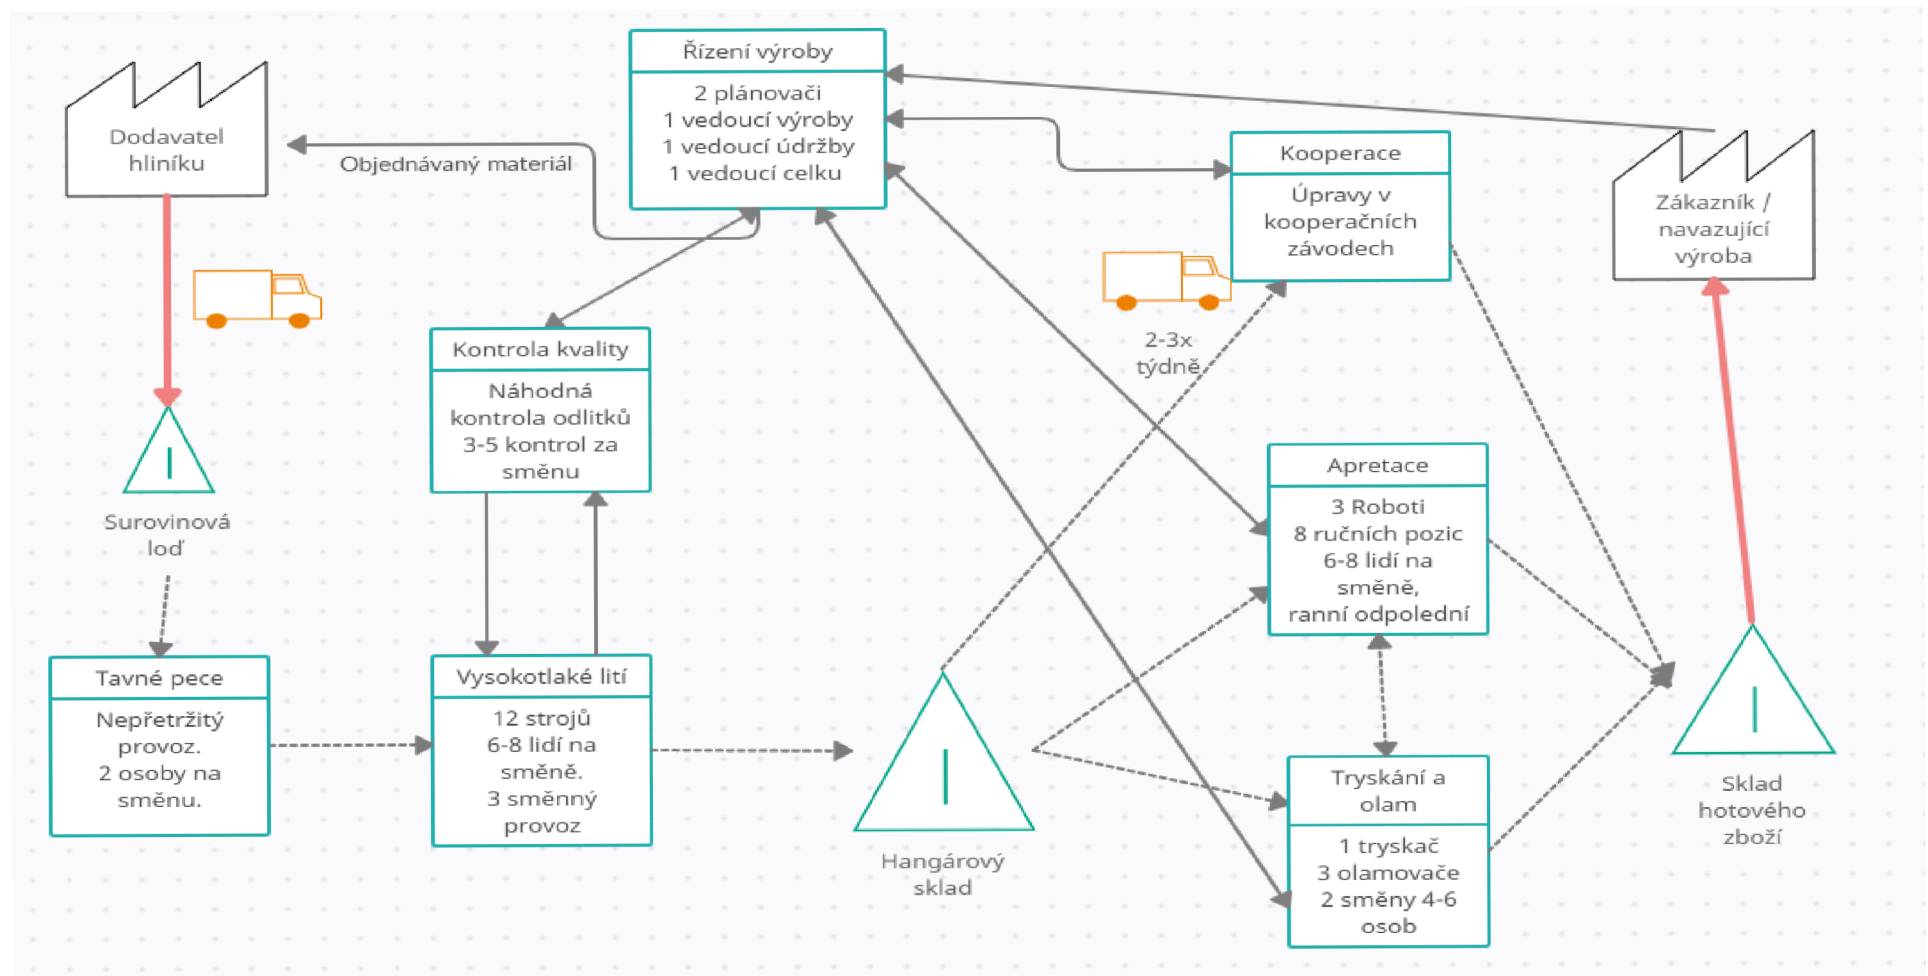 Řízení výroby
2 plánovači
1 vedoucí výroby
1 vedoucí údržby
1 vedoucí celku
Dodavatel
hliníku
Objednávaný materiál
Kooperace
Úpravy v
kooperačních
závodech
Zákazník /
navazující
výroba
2-3x
týdně
Kontrola kvality
Náhodná
kontrola odlitků
3-5 kontrol za
směnu
Surovinová
loď
Apretace
3 Roboti
8 ručních pozic
6-8 lidí na
směně,
ranní odpolední
Tavné pece
Nepřetržitý
provoz.
2 osoby na
směnu.
Vysokotlaké lití
12 strojů
6-8 lidí na
směně.
3 směnný
provoz
Hangárový
sklad
Tryskání a
olam
1 tryskač
3 olamovače
2 směny 4-6
osob
Sklad
hotového
zboží